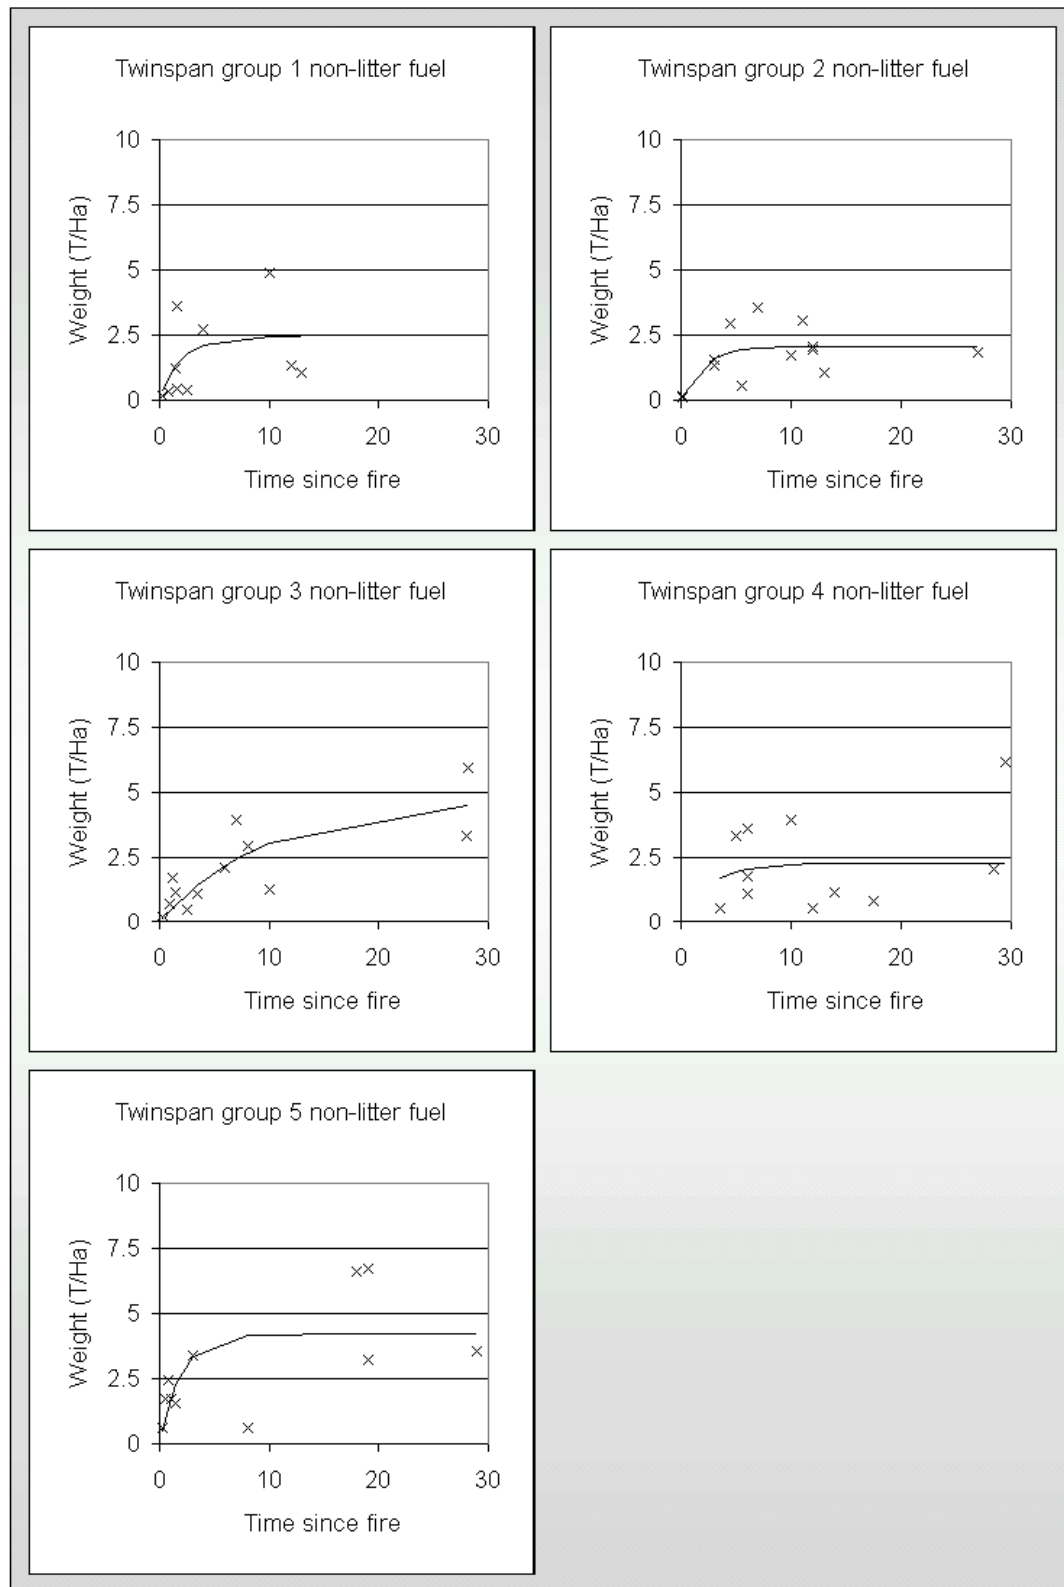 Twinspan group 1 non-litter fuel
10
7.5
5
2.5
0
Weight (T/Ha)
0 10 20 30
Time since fire
Twinspan group 2 non-litter fuel
10
7.5
5
2.5
0
Weight (T/Ha)
0 10 20 30
Time since fire
Twinspan group 3 non-litter fuel
10
7.5
5
2.5
0
Weight (T/Ha)
0 10 20 30
Time since fire
Twinspan group 4 non-litter fuel
10
7.5
5
2.5
0
Weight (T/Ha)
0 10 20 30
Time since fire
Twinspan group 5 non-litter fuel
10
7.5
5
2.5
0
Weight (T/Ha)
0 10 20 30
Time since fire